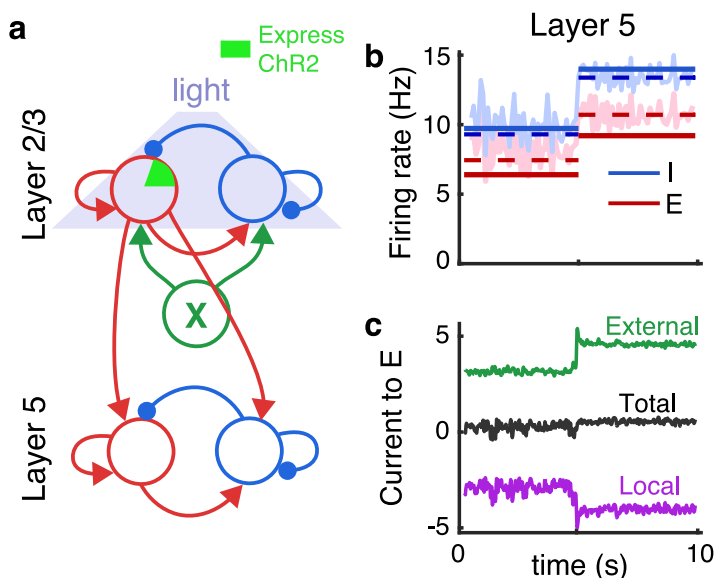 a
Express
ChR2
light
Layer 2/3
X
Layer 5
Layer 5
b
Firing rate (Hz)
15
10
5
0
I
E
c
Current to E
5
0
-5
External
Total
Local
0
10
time (s)